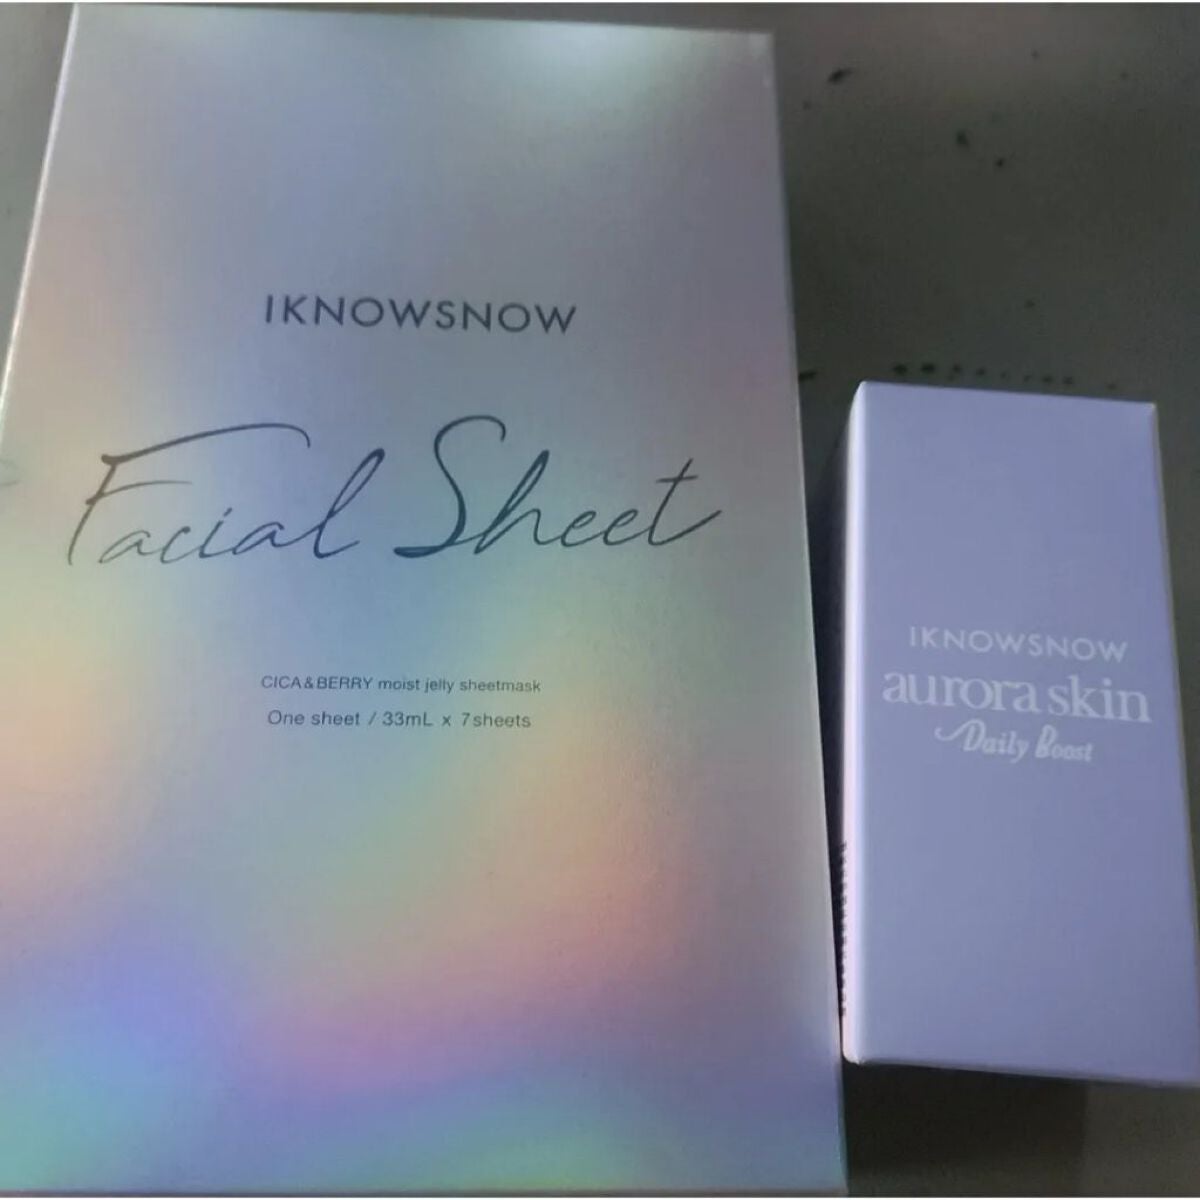 IKNOWSNOW
Facial Sheet
CICA&BERRY moist jelly sheetmask
One sheet / 33mL x 7sheets
IKNOWSNOW
aurora skin
Daily Boost